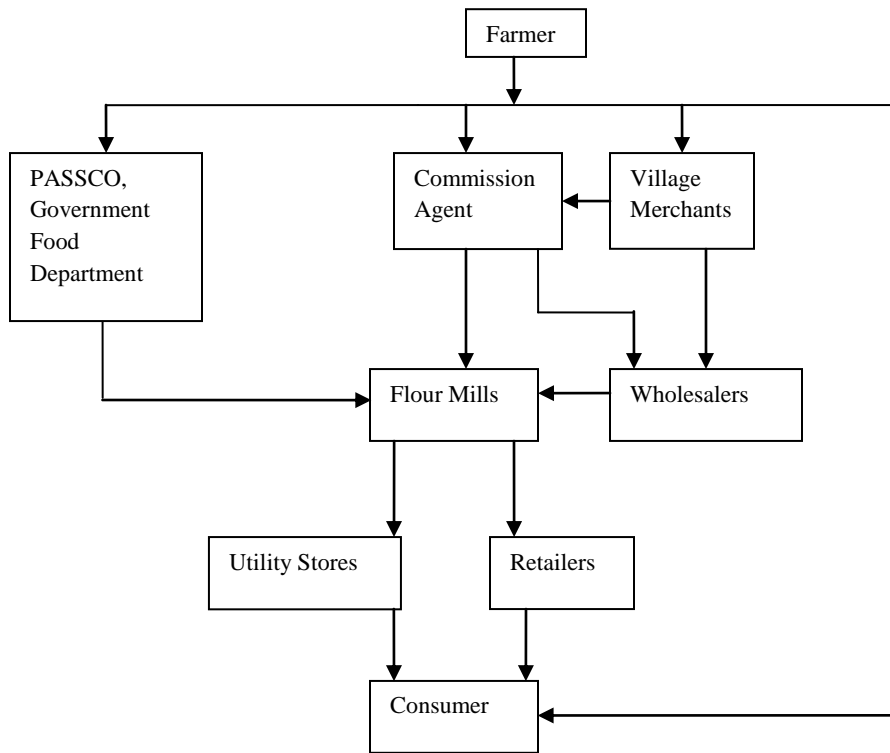 Farmer
PASSCO,
Government
Food
Department
Commission
Agent
Village
Merchants
Flour Mills
Wholesalers
Utility Stores
Retailers
Consumer